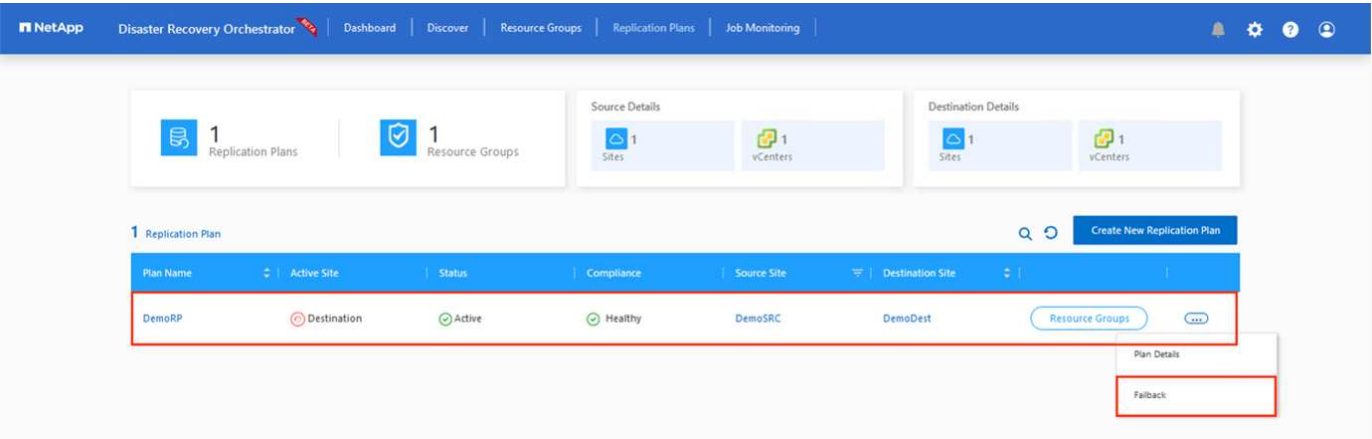 NetApp Disaster Recovery Orchestrator BETA Dashboard Discover Resource Groups Replication Plans Job Monitoring
Source Details Destination Details
1 Replication Plans
1 Resource Groups
1 Sites
1 vCenters
1 Sites
1 vCenters
1 Replication Plan Create New Replication Plan
Plan Name Active Site Status Compliance Source Site Destination Site
DemoRP Destination Active Healthy DemoSRC DemoDest Resource Groups ...
Plan Details
Failback